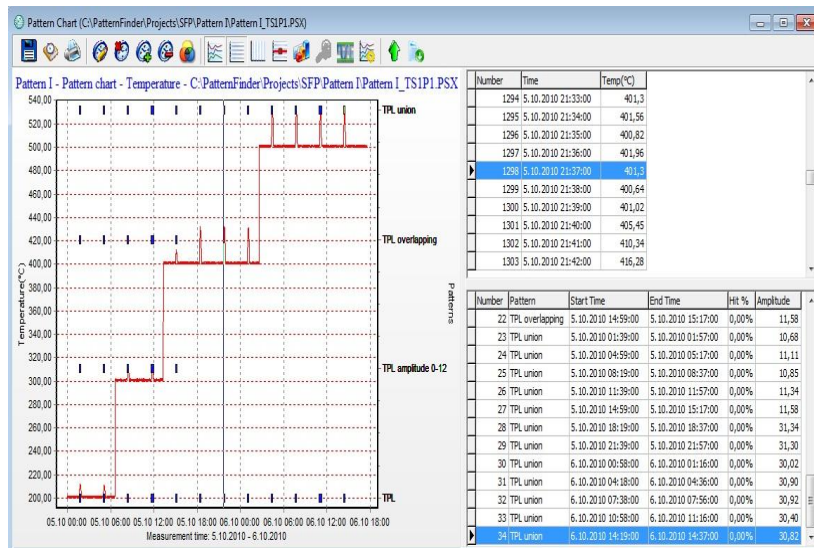 Pattern Chart (C:\PatternFinder\Projects\SFP\Pattern I\Pattern I_TS1P1.PSX)
Pattern I - Pattern chart - Temperature - C:\PatternFinder\Projects\SFP\Pattern I\Pattern I_TS1P1.PSX
540,00
520,00
500,00
480,00
460,00
440,00
420,00
400,00
380,00
360,00
340,00
320,00
300,00
280,00
260,00
240,00
220,00
200,00
Temperature(°C)
TPL union
TPL overlapping
TPL amplitude 0-12
TPL
Patterns
05.10 00:00 05.10 06:00 05.10 12:00 05.10 18:00 06.10 00:00 06.10 06:00 06.10 12:00 06.10 18:00
Measurement time: 5.10.2010 - 6.10.2010
Number Time Temp(°C)
1294 5.10.2010 21:33:00 401,3
1295 5.10.2010 21:34:00 401,56
1296 5.10.2010 21:35:00 400,82
1297 5.10.2010 21:36:00 401,96
1298 5.10.2010 21:37:00 401,3
1299 5.10.2010 21:38:00 400,64
1300 5.10.2010 21:39:00 401,02
1301 5.10.2010 21:40:00 405,45
1302 5.10.2010 21:41:00 410,34
1303 5.10.2010 21:42:00 416,28
Number Pattern Start Time End Time Hit % Amplitude
22 TPL overlapping 5.10.2010 14:59:00 5.10.2010 15:17:00 0,00% 11,58
23 TPL union 5.10.2010 01:39:00 5.10.2010 01:57:00 0,00% 10,68
24 TPL union 5.10.2010 04:59:00 5.10.2010 05:17:00 0,00% 11,11
25 TPL union 5.10.2010 08:19:00 5.10.2010 08:37:00 0,00% 10,85
26 TPL union 5.10.2010 11:39:00 5.10.2010 11:57:00 0,00% 11,34
27 TPL union 5.10.2010 14:59:00 5.10.2010 15:17:00 0,00% 11,58
28 TPL union 5.10.2010 18:19:00 5.10.2010 18:37:00 0,00% 31,34
29 TPL union 5.10.2010 21:39:00 5.10.2010 21:57:00 0,00% 31,30
30 TPL union 6.10.2010 00:58:00 6.10.2010 01:16:00 0,00% 30,02
31 TPL union 6.10.2010 04:18:00 6.10.2010 04:36:00 0,00% 30,90
32 TPL union 6.10.2010 07:38:00 6.10.2010 07:56:00 0,00% 30,92
33 TPL union 6.10.2010 10:58:00 6.10.2010 11:16:00 0,00% 30,40
34 TPL union 6.10.2010 14:19:00 6.10.2010 14:37:00 0,00% 30,82